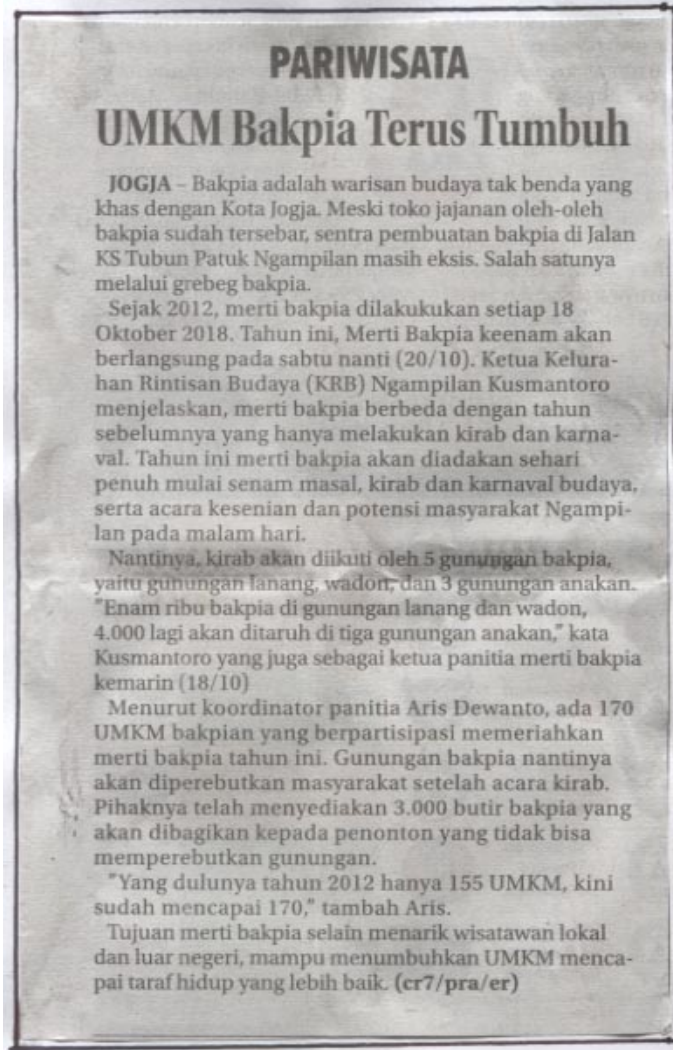 PARIWISATA
UMKM Bakpia Terus Tumbuh
JOGJA – Bakpia adalah warisan budaya tak benda yang
khas dengan Kota Jogja. Meski toko jajanan oleh-oleh
bakpia sudah tersebar, sentra pembuatan bakpia di Jalan
KS Tubun Patuk Ngampilan masih eksis. Salah satunya
melalui grebeg bakpia.
Sejak 2012, merti bakpia dilakukukan setiap 18
Oktober 2018. Tahun ini, Merti Bakpia keenam akan
berlangsung pada sabtu nanti (20/10). Ketua Kelura-
han Rintisan Budaya (KRB) Ngampilan Kusmantoro
menjelaskan, merti bakpia berbeda dengan tahun
sebelumnya yang hanya melakukan kirab dan karna-
val. Tahun ini merti bakpia akan diadakan sehari
penuh mulai senam masal, kirab dan karnaval budaya,
serta acara kesenian dan potensi masyarakat Ngampi-
lan pada malam hari.
Nantinya, kirab akan diikuti oleh 5 gunungan bakpia,
yaitu gunungan lanang, wadon, dan 3 gunungan anakan.
"Enam ribu bakpia di gunungan lanang dan wadon,
4.000 lagi akan ditaruh di tiga gunungan anakan," kata
Kusmantoro yang juga sebagai ketua panitia merti bakpia
kemarin (18/10)
Menurut koordinator panitia Aris Dewanto, ada 170
UMKM bakpian yang berpartisipasi memeriahkan
merti bakpia tahun ini. Gunungan bakpia nantinya
akan diperebutkan masyarakat setelah acara kirab.
Pihaknya telah menyediakan 3.000 butir bakpia yang
akan dibagikan kepada penonton yang tidak bisa
memperebutkan gunungan.
"Yang dulunya tahun 2012 hanya 155 UMKM, kini
sudah mencapai 170," tambah Aris.
Tujuan merti bakpia selain menarik wisatawan lokal
dan luar negeri, mampu menumbuhkan UMKM menca-
pai taraf hidup yang lebih baik. (cr7/pra/er)